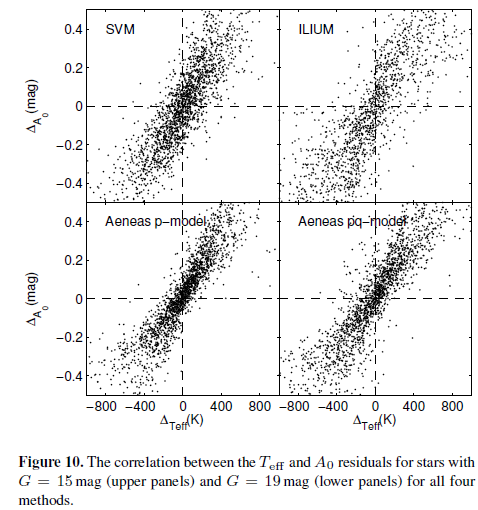 SVM
ILIUM
0.4
0.2
0
−0.2
−0.4
Δ_A₀ (mag)
Aeneas p−model
Aeneas pq−model
0.4
0.2
0
−0.2
−0.4
Δ_A₀ (mag)
−800 −400 0 400 800 −800 −400 0 400 800
Δ_Teff(K) Δ_Teff(K)
Figure 10. The correlation between the T_eff and A₀ residuals for stars with
G = 15 mag (upper panels) and G = 19 mag (lower panels) for all four
methods.